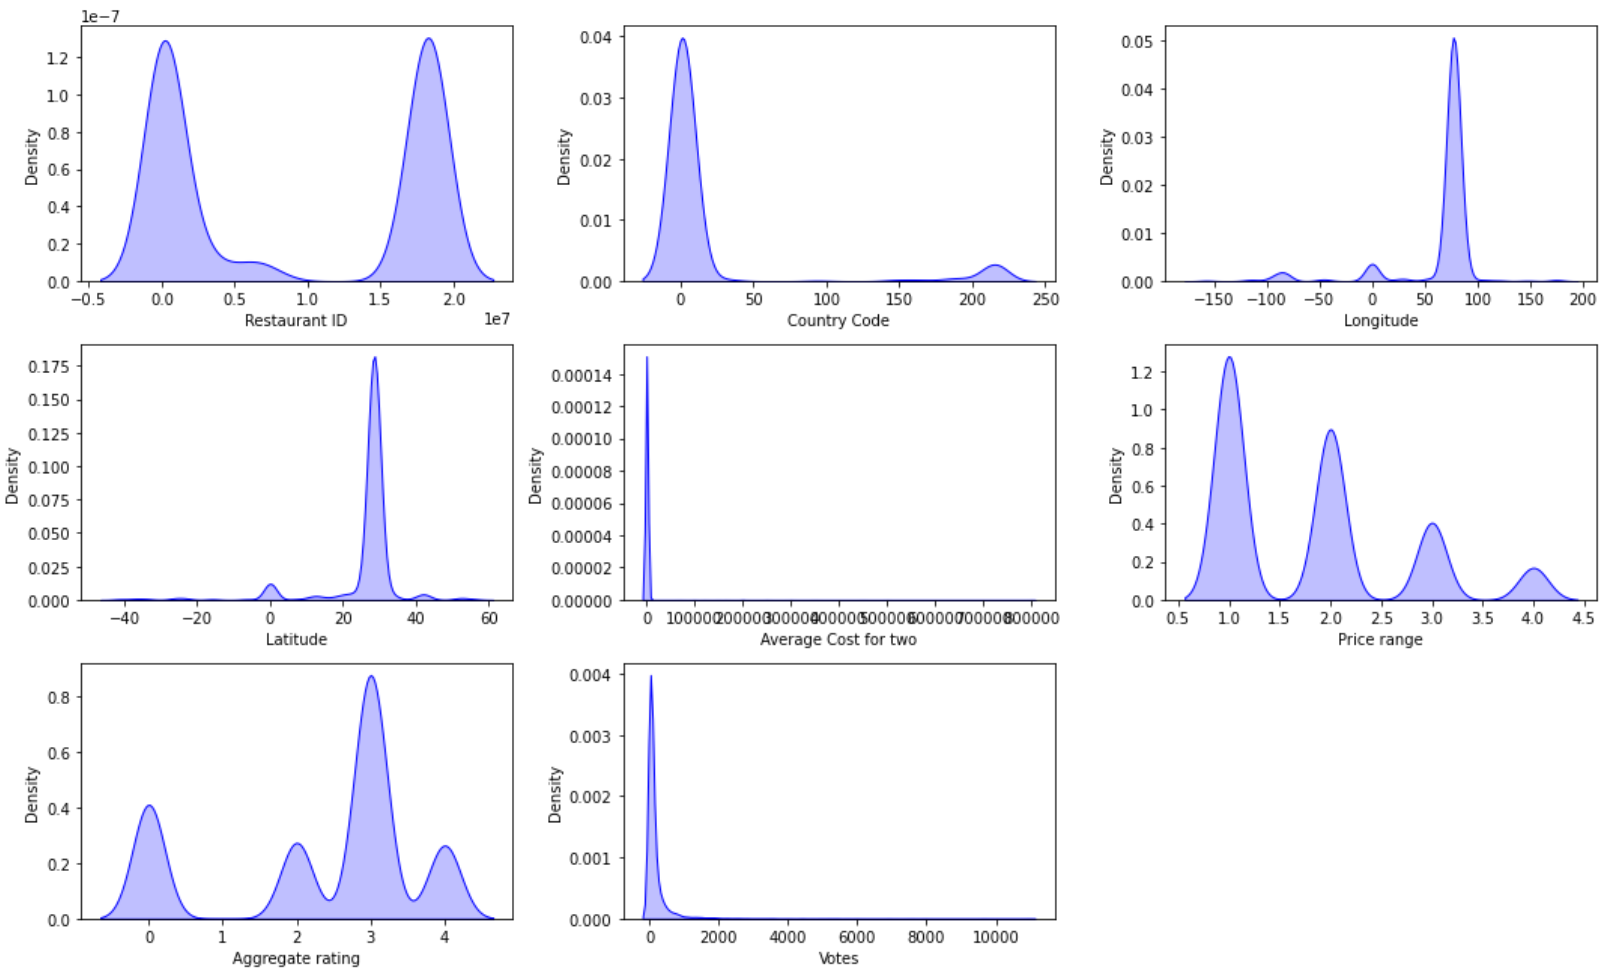 1e−7
Density
1.2
1.0
0.8
0.6
0.4
0.2
0.0
−0.5 0.0 0.5 1.0 1.5 2.0
Restaurant ID
1e7
Density
0.04
0.03
0.02
0.01
0.00
0 50 100 150 200 250
Country Code
Density
0.05
0.04
0.03
0.02
0.01
0.00
−150 −100 −50 0 50 100 150 200
Longitude
Density
0.175
0.150
0.125
0.100
0.075
0.050
0.025
0.000
−40 −20 0 20 40 60
Latitude
Density
0.00014
0.00012
0.00010
0.00008
0.00006
0.00004
0.00002
0.00000
0 100000 200000 300000 400000 500000 600000 700000 800000
Average Cost for two
Density
1.2
1.0
0.8
0.6
0.4
0.2
0.0
0.5 1.0 1.5 2.0 2.5 3.0 3.5 4.0 4.5
Price range
Density
0.8
0.6
0.4
0.2
0.0
0 1 2 3 4
Aggregate rating
Density
0.004
0.003
0.002
0.001
0.000
0 2000 4000 6000 8000 10000
Votes